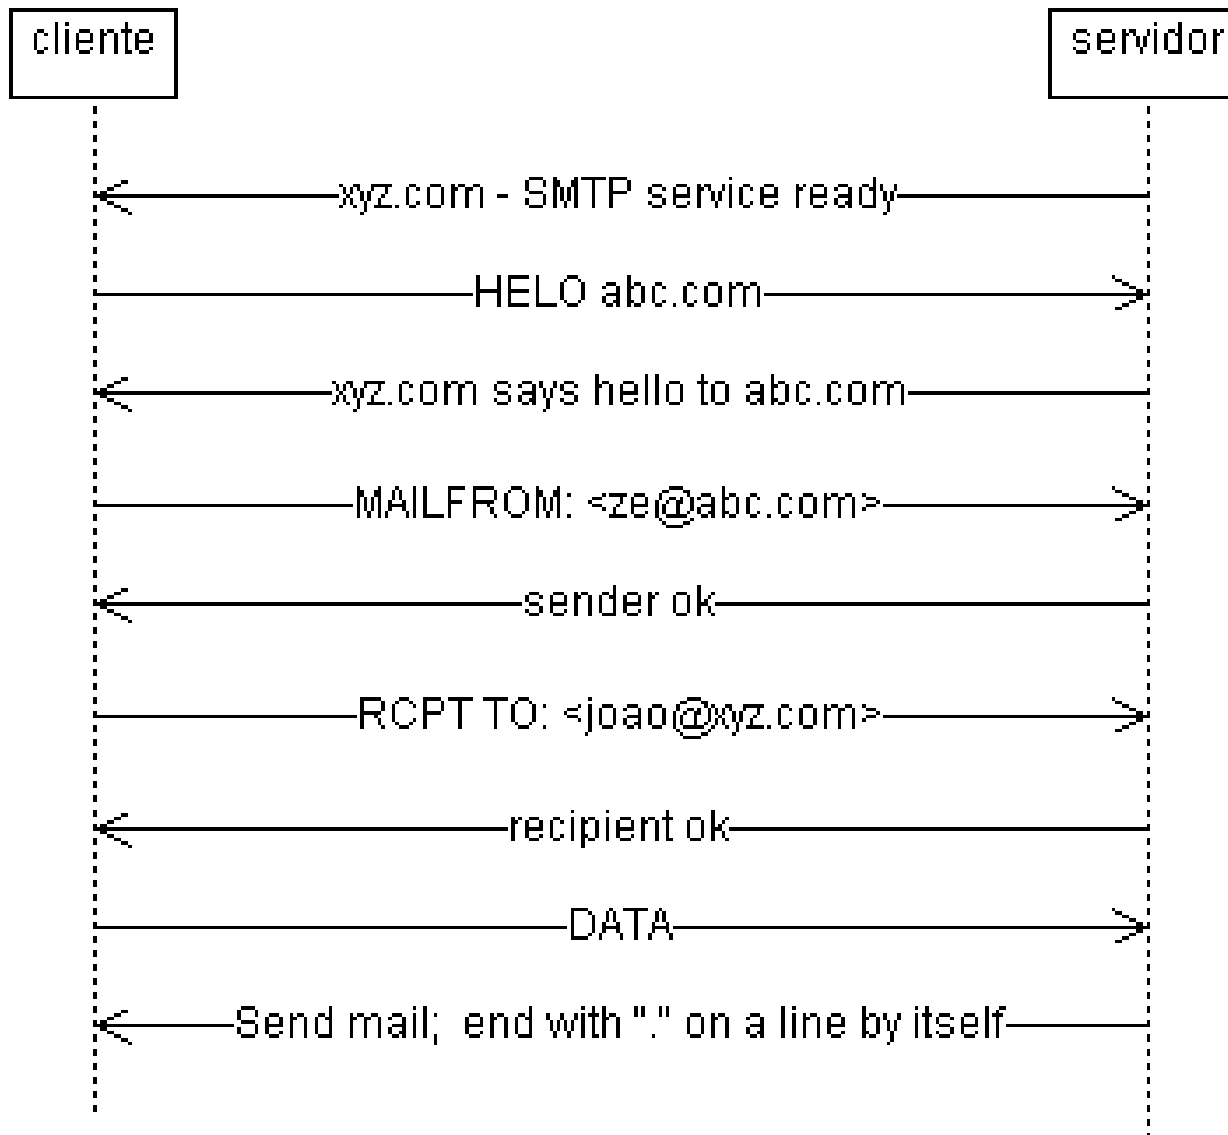 cliente
servidor
xyz.com - SMTP service ready
HELO abc.com
xyz.com says hello to abc.com
MAILFROM: <ze@abc.com>
sender ok
RCPT TO: <joao@xyz.com>
recipient ok
DATA
Send mail; end with "." on a line by itself